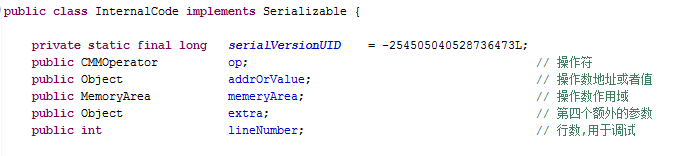 public class InternalCode implements Serializable {
private static final long serialVersionUID = -254505040528736473L;
public CMMOperator op; // 操作符
public Object addrOrValue; // 操作数地址或者值
public MemoryArea memeryArea; // 操作数作用域
public Object extra; // 第四个额外的参数
public int lineNumber; // 行数,用于调试